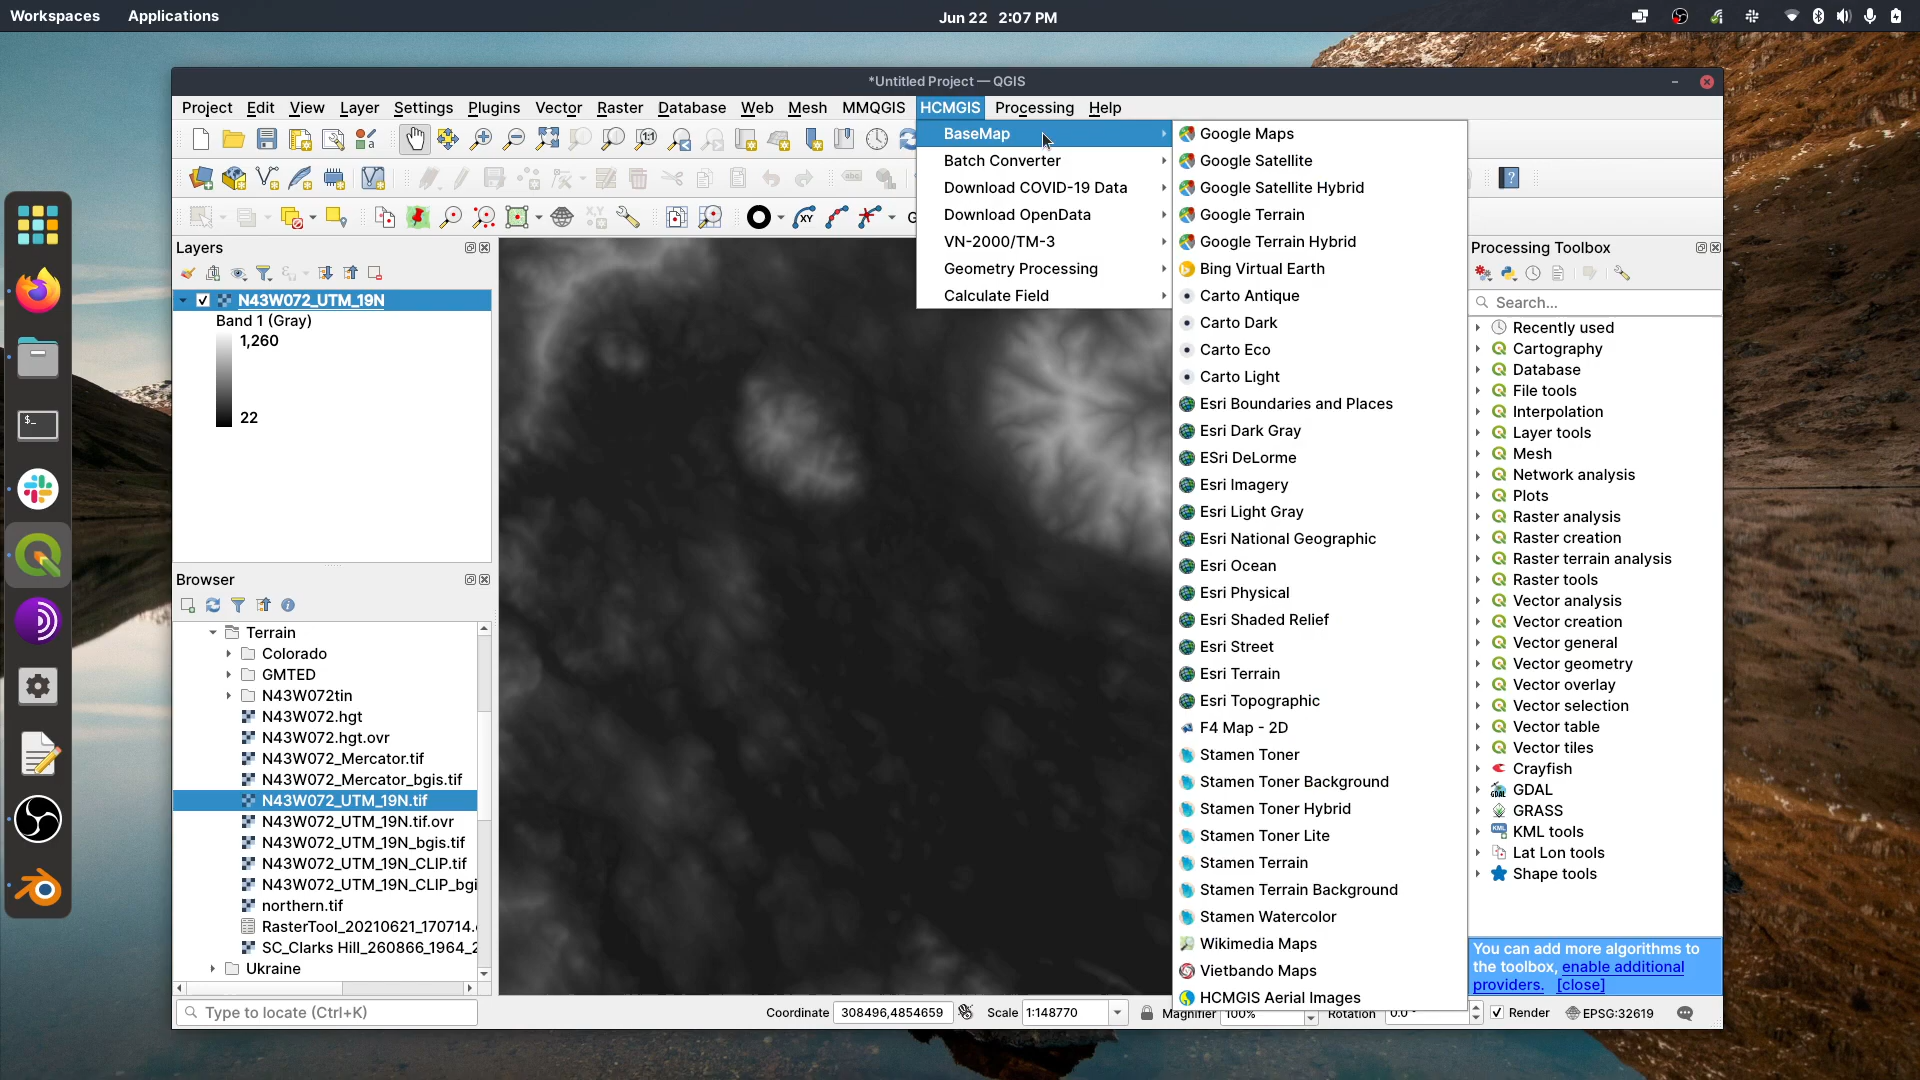 Workspaces Applications Jun 22 2:07 PM
*Untitled Project — QGIS
Project Edit View Layer Settings Plugins Vector Raster Database Web Mesh MMQGIS HCMGIS Processing Help
BaseMap
Batch Converter
Download COVID-19 Data
Download OpenData
VN-2000/TM-3
Geometry Processing
Calculate Field
Google Maps
Google Satellite
Google Satellite Hybrid
Google Terrain
Google Terrain Hybrid
Bing Virtual Earth
Carto Antique
Carto Dark
Carto Eco
Carto Light
Esri Boundaries and Places
Esri Dark Gray
ESri DeLorme
Esri Imagery
Esri Light Gray
Esri National Geographic
Esri Ocean
Esri Physical
Esri Shaded Relief
Esri Street
Esri Terrain
Esri Topographic
F4 Map - 2D
Stamen Toner
Stamen Toner Background
Stamen Toner Hybrid
Stamen Toner Lite
Stamen Terrain
Stamen Terrain Background
Stamen Watercolor
Wikimedia Maps
Vietbando Maps
HCMGIS Aerial Images
Layers
N43W072_UTM_19N
Band 1 (Gray)
1,260
22
Browser
Terrain
Colorado
GMTED
N43W072tin
N43W072.hgt
N43W072.hgt.ovr
N43W072_Mercator.tif
N43W072_Mercator_bgis.tif
N43W072_UTM_19N.tif
N43W072_UTM_19N.tif.ovr
N43W072_UTM_19N_bgis.tif
N43W072_UTM_19N_CLIP.tif
N43W072_UTM_19N_CLIP_bgi
northern.tif
RasterTool_20210621_170714.
SC_Clarks Hill_260866_1964_2
Ukraine
Processing Toolbox
Search...
Recently used
Cartography
Database
File tools
Interpolation
Layer tools
Mesh
Network analysis
Plots
Raster analysis
Raster creation
Raster terrain analysis
Raster tools
Vector analysis
Vector creation
Vector general
Vector geometry
Vector overlay
Vector selection
Vector table
Vector tiles
Crayfish
GDAL
GRASS
KML tools
Lat Lon tools
Shape tools
You can add more algorithms to
the toolbox, enable additional
providers. [close]
Type to locate (Ctrl+K) Coordinate 308496,4854659 Scale 1:148770 Magnifier 100% Rotation 0.0 Render EPSG:32619